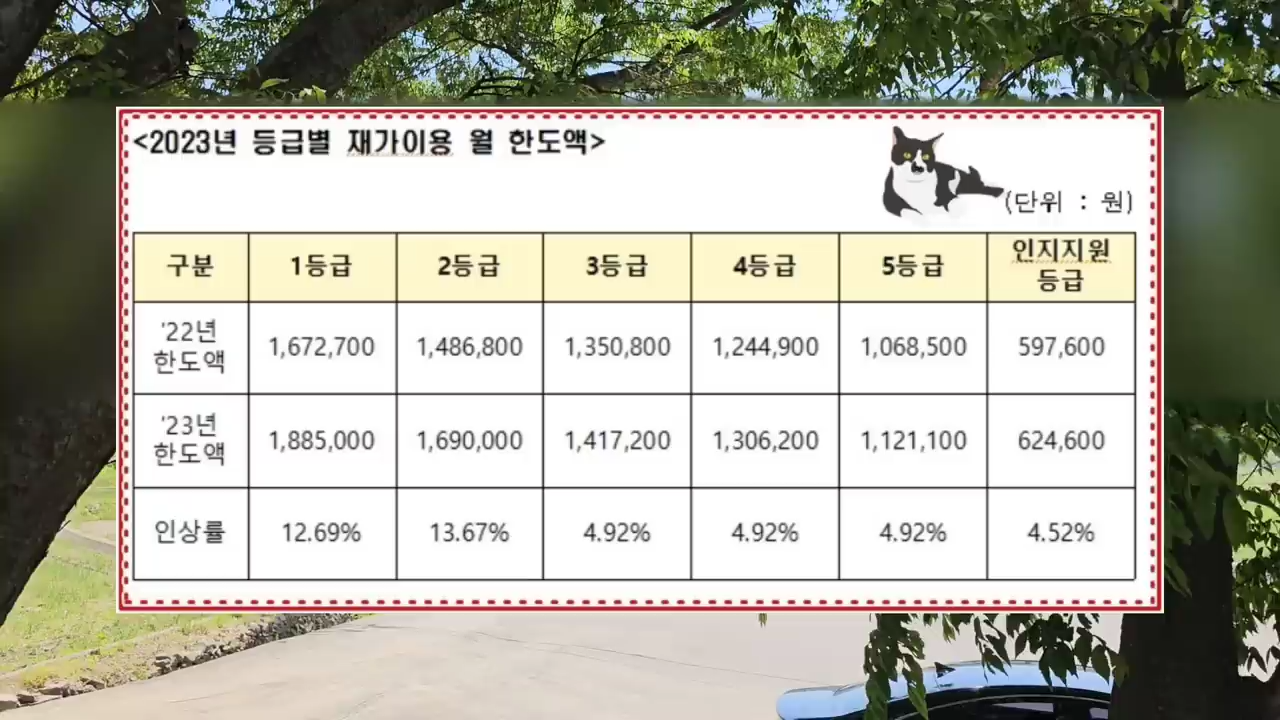 <2023년 등급별 재가이용 월 한도액>
(단위 : 원)
구분 1등급 2등급 3등급 4등급 5등급 인지지원 등급
'22년 한도액 1,672,700 1,486,800 1,350,800 1,244,900 1,068,500 597,600
'23년 한도액 1,885,000 1,690,000 1,417,200 1,306,200 1,121,100 624,600
인상률 12.69% 13.67% 4.92% 4.92% 4.92% 4.52%